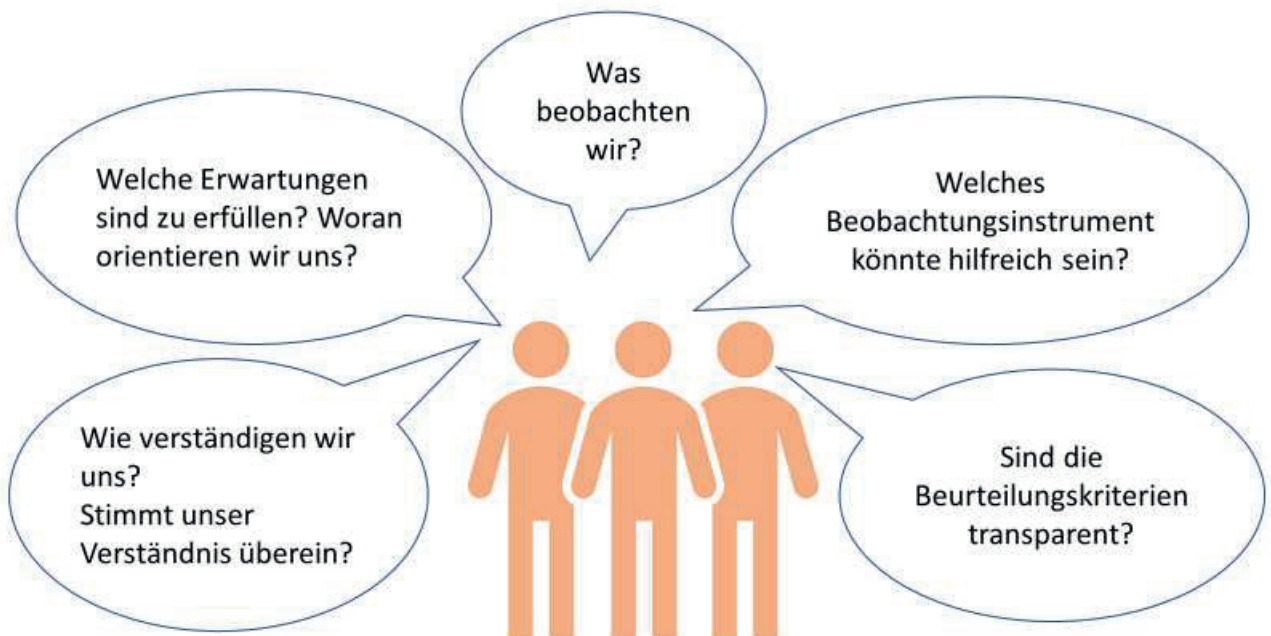 Was
beobachten
wir?
Welche Erwartungen
sind zu erfüllen? Woran
orientieren wir uns?
Welches
Beobachtungsinstrument
könnte hilfreich sein?
Wie verständigen wir
uns?
Stimmt unser
Verständnis überein?
Sind die
Beurteilungskriterien
transparent?